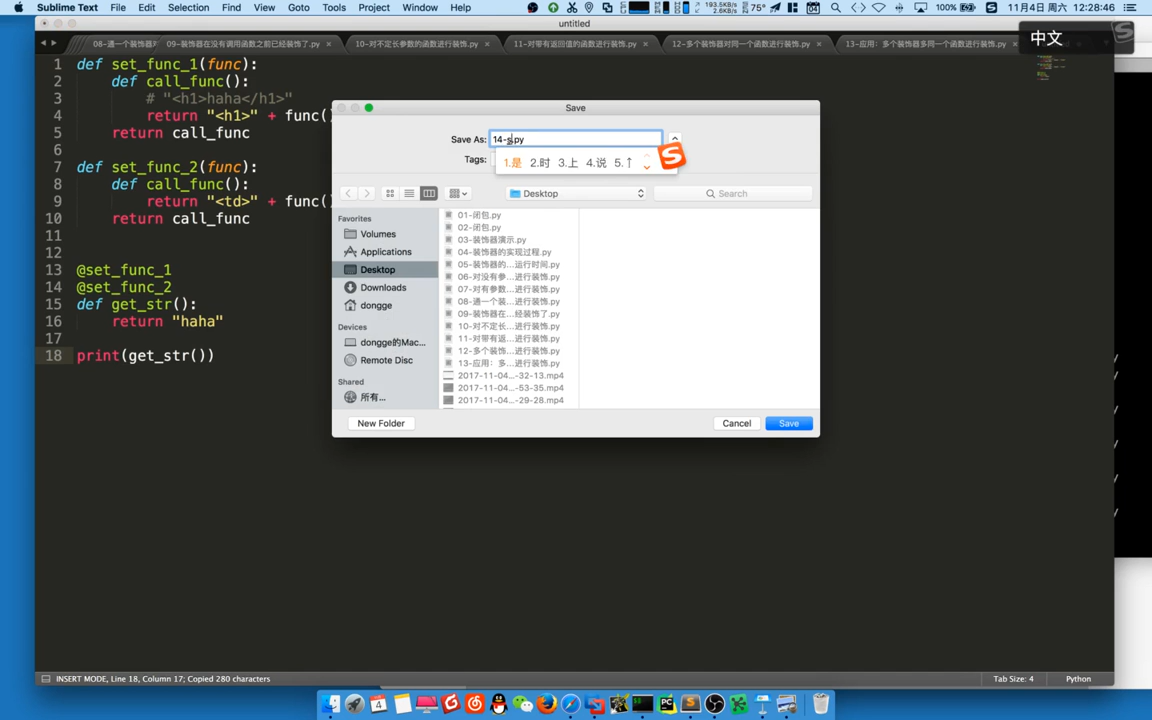 Sublime Text File Edit Selection Find View Goto Tools Project Window Help
193.5KB/s
2.6KB/s
75° 100% 11月4日 周六 12:28:46
untitled
中文
09-装饰器在没有调用函数之前已经装饰了.py 10-对不定长参数的函数进行装饰.py 11-对带有返回值的函数进行装饰.py 12-多个装饰器对同一个函数进行装饰.py 13-应用：多个装饰器多同一个函数进行装饰.py
1 def set_func_1(func):
2 def call_func():
3 # "<h1>haha</h1>"
4 return "<h1>" + func()
5 return call_func
6
7 def set_func_2(func):
8 def call_func():
9 return "<td>" + func()
10 return call_func
11
12
13 @set_func_1
14 @set_func_2
15 def get_str():
16 return "haha"
17
18 print(get_str())
Save
Save As: 14-s.py
Tags:
1.是 2.时 3.上 4.说 5.↑
Desktop
Search
Favorites
Volumes
Applications
Desktop
Downloads
dongge
Devices
dongge的Mac...
Remote Disc
Shared
所有...
01-闭包.py
02-闭包.py
03-装饰器演示.py
04-装饰器的实现过程.py
05-装饰器的...运行时间.py
06-对没有参...进行装饰.py
07-对有参数...进行装饰.py
08-通一个装...进行装饰.py
09-装饰器在...经装饰了.py
10-对不定长...进行装饰.py
11-对带有返...进行装饰.py
12-多个装饰...进行装饰.py
13-应用：多...进行装饰.py
2017-11-04...-32-13.mp4
2017-11-04...-53-35.mp4
2017-11-04...-29-28.mp4
New Folder
Cancel
Save
INSERT MODE, Line 18, Column 17; Copied 280 characters
Tab Size: 4
Python